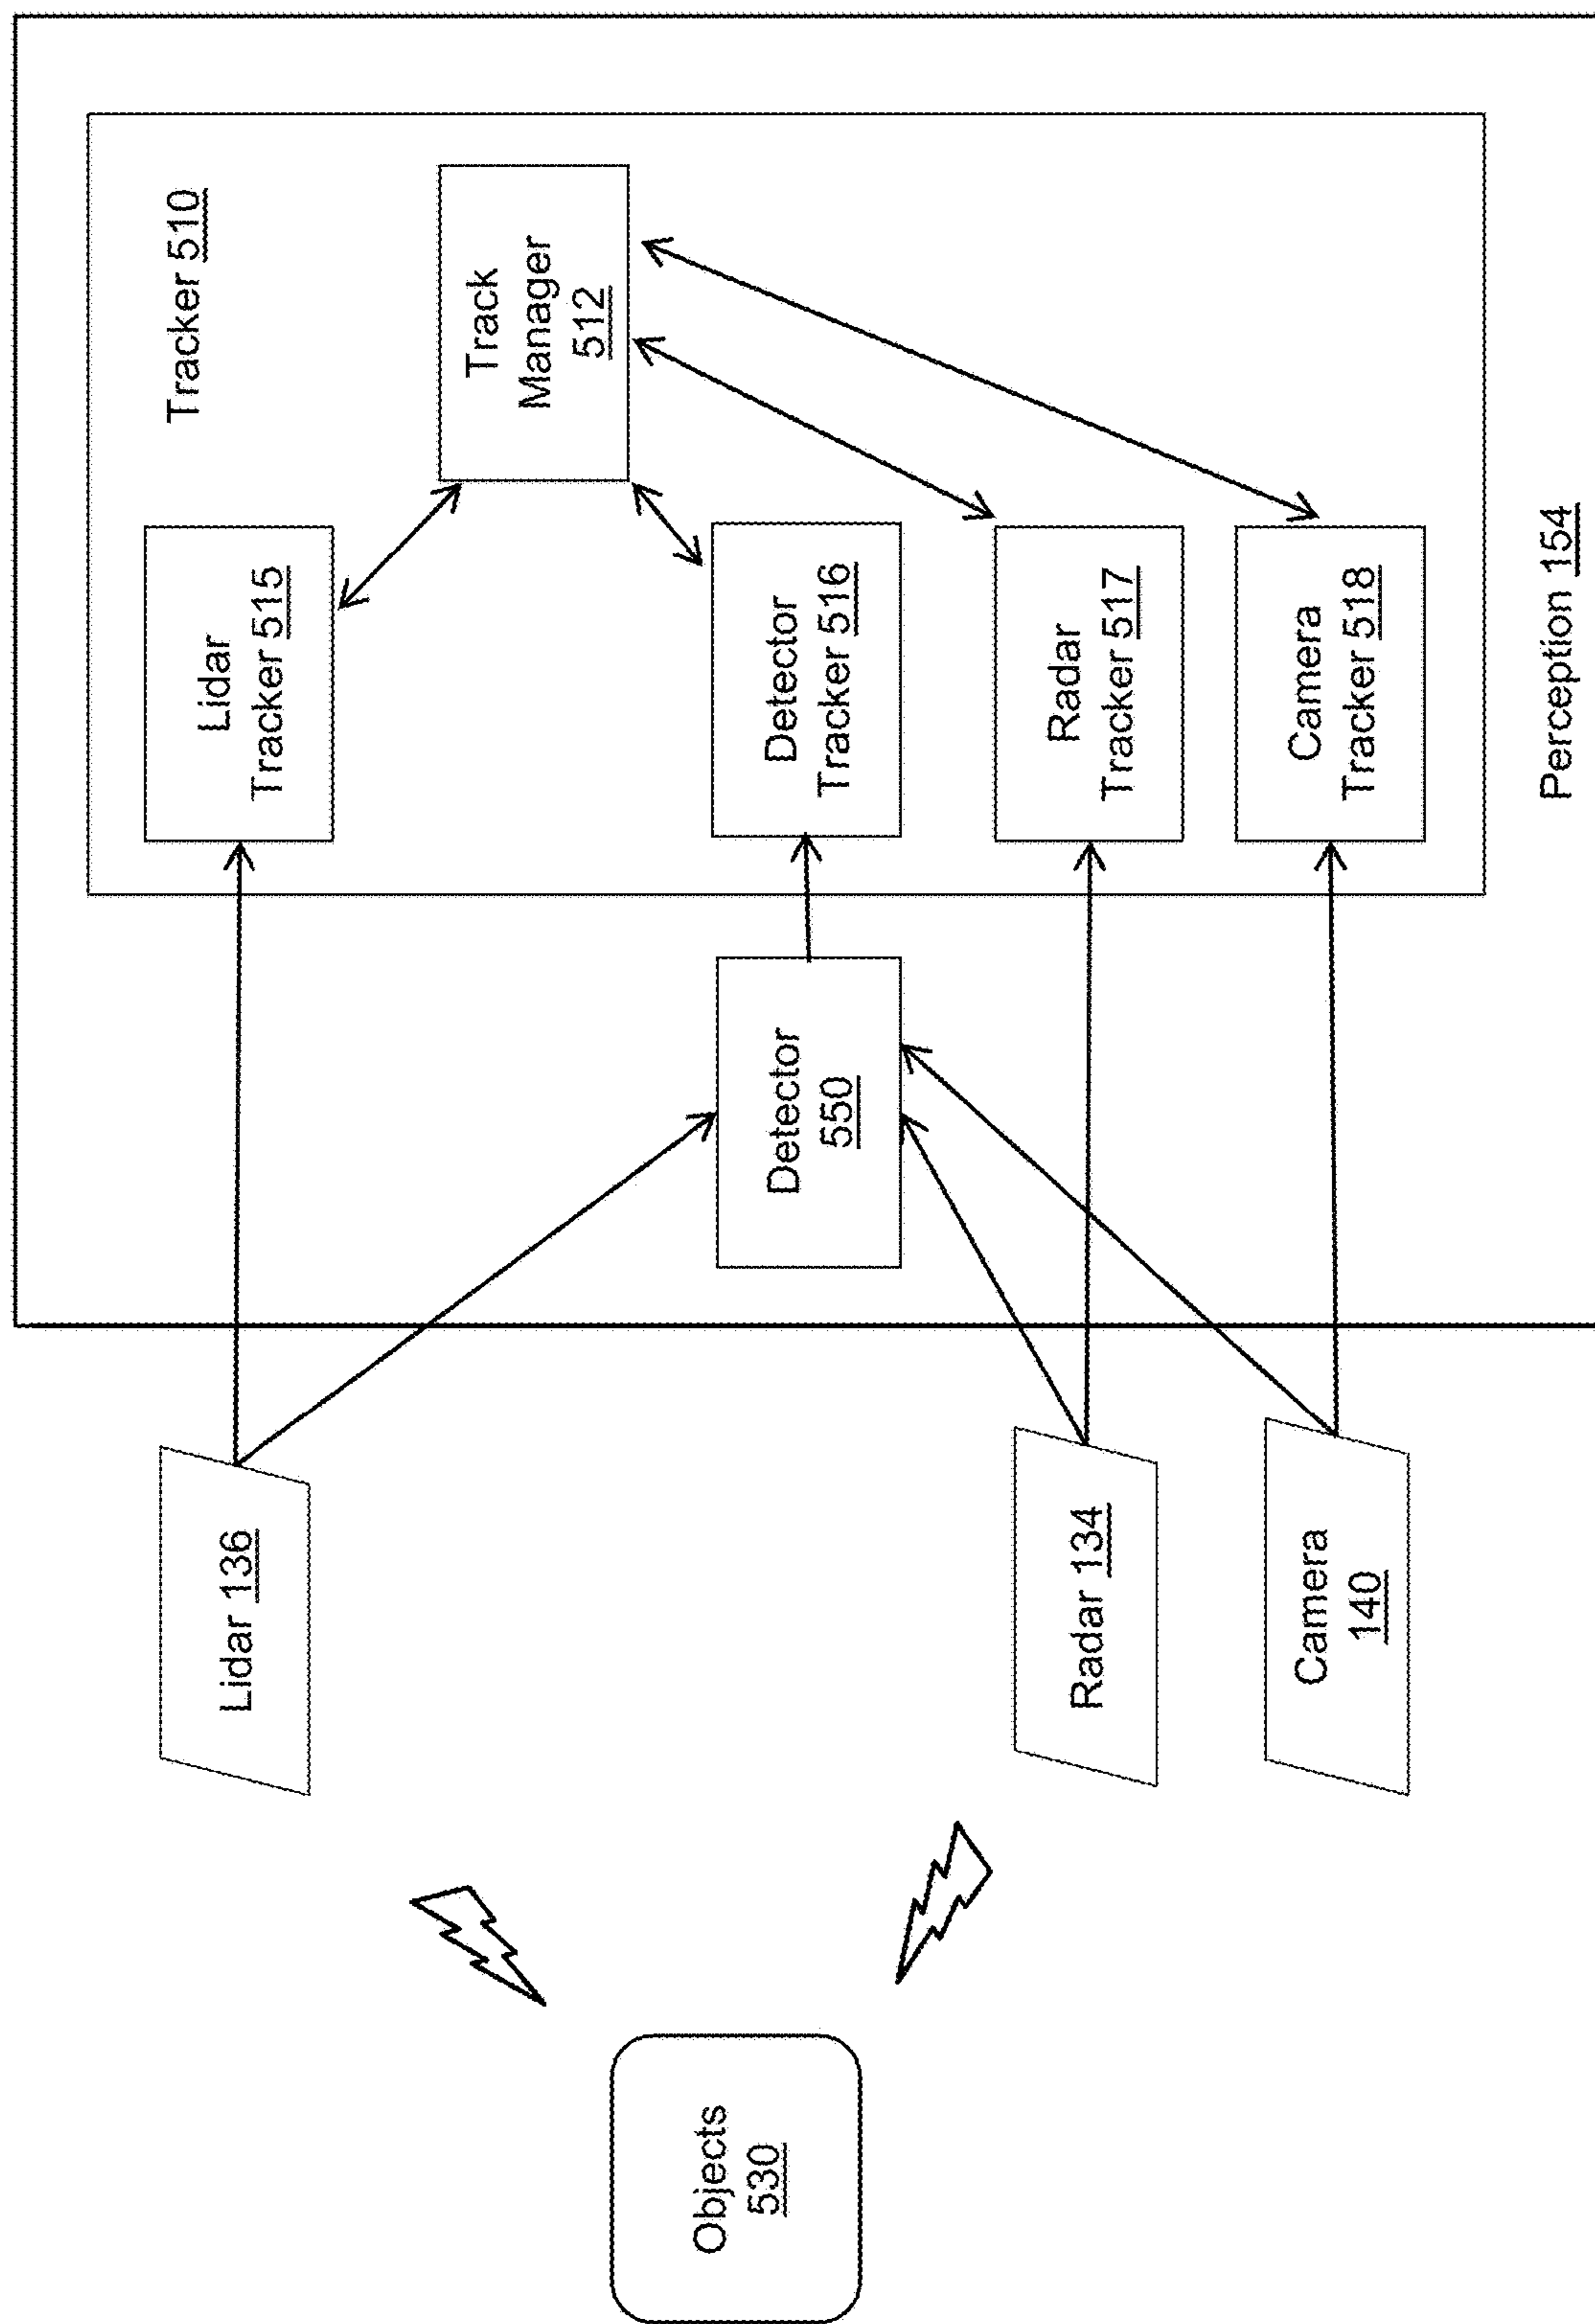 Objects
530
Lidar 136
Radar 134
Camera
140
Detector
550
Lidar
Tracker 515
Detector
Tracker 516
Radar
Tracker 517
Camera
Tracker 518
Track
Manager
512
Tracker 510
Perception 154